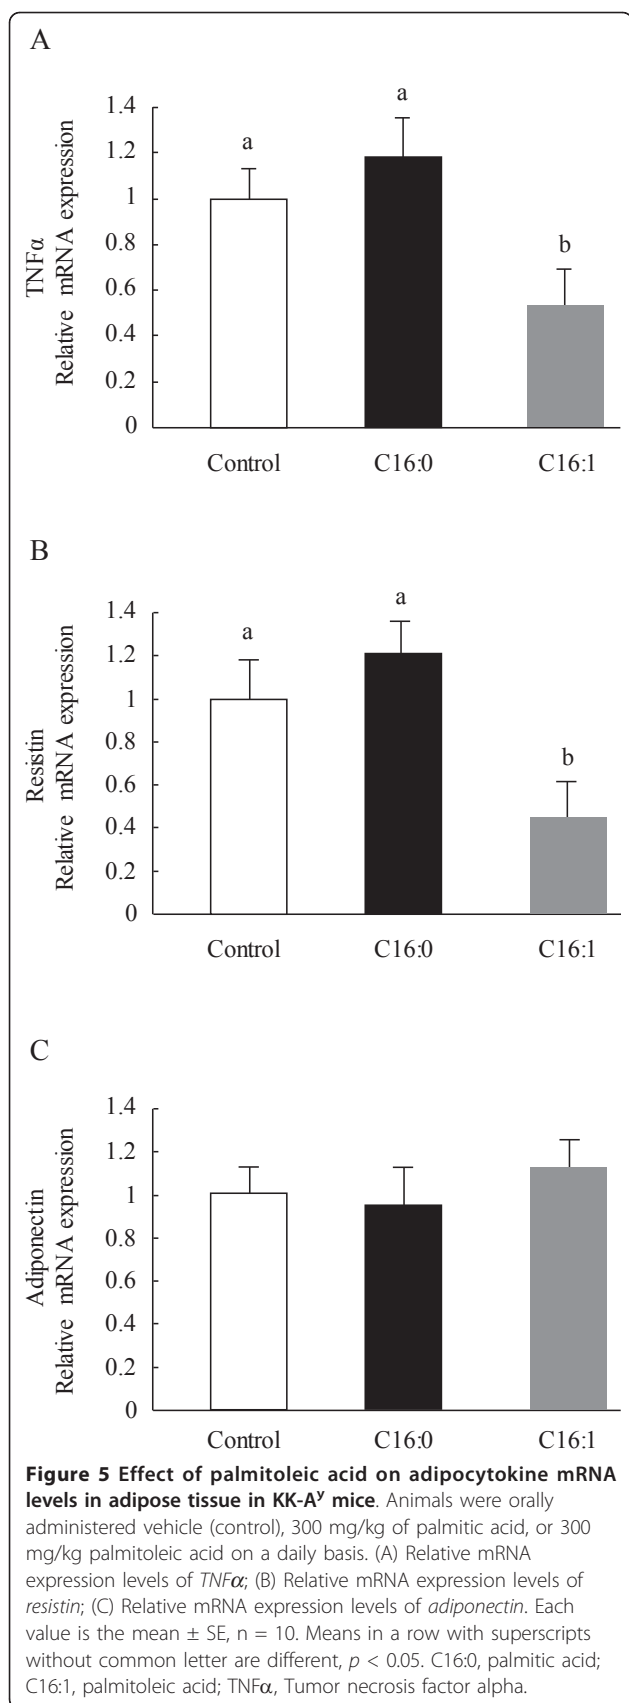 A
TNFα
Relative mRNA expression
1.4
1.2
1
0.8
0.6
0.4
0.2
0
a
a
b
Control C16:0 C16:1
B
Resistin
Relative mRNA expression
1.4
1.2
1
0.8
0.6
0.4
0.2
0
a
a
b
Control C16:0 C16:1
C
Adiponectin
Relative mRNA expression
1.4
1.2
1
0.8
0.6
0.4
0.2
0
Control C16:0 C16:1
Figure 5 Effect of palmitoleic acid on adipocytokine mRNA
levels in adipose tissue in KK-Aʸ mice. Animals were orally
administered vehicle (control), 300 mg/kg of palmitic acid, or 300
mg/kg palmitoleic acid on a daily basis. (A) Relative mRNA
expression levels of TNFα; (B) Relative mRNA expression levels of
resistin; (C) Relative mRNA expression levels of adiponectin. Each
value is the mean ± SE, n = 10. Means in a row with superscripts
without common letter are different, p < 0.05. C16:0, palmitic acid;
C16:1, palmitoleic acid; TNFα, Tumor necrosis factor alpha.